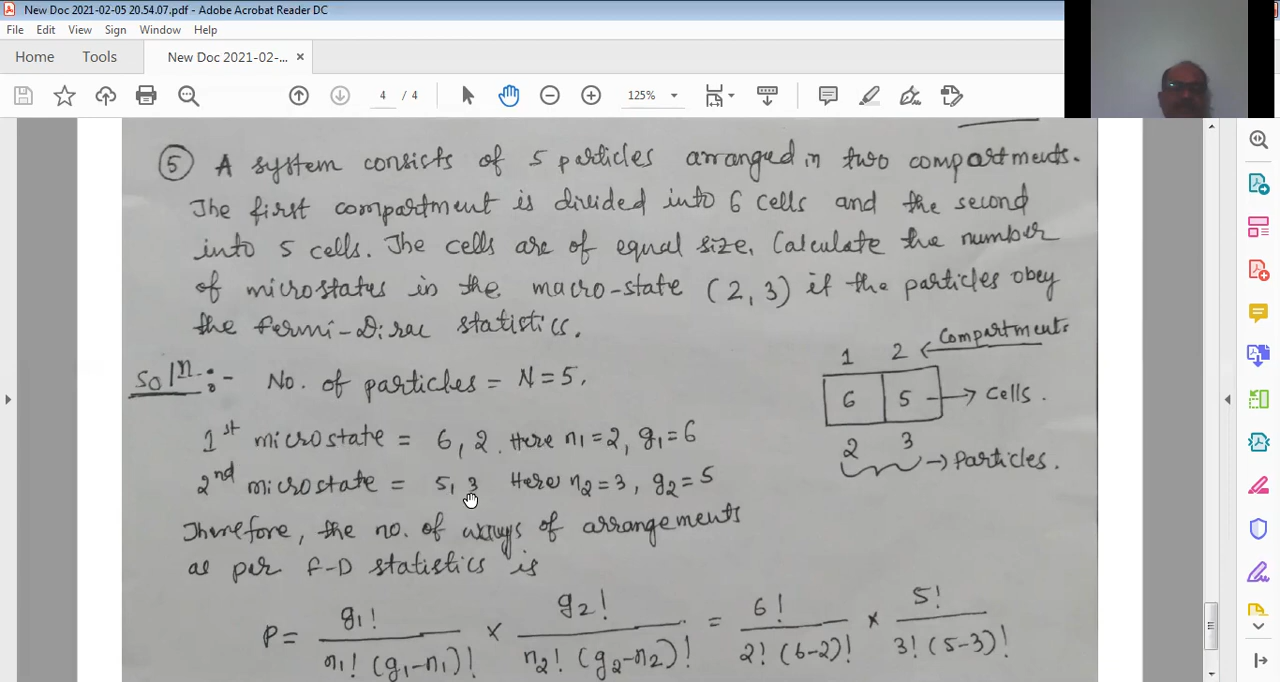 New Doc 2021-02-05 20.54.07.pdf - Adobe Acrobat Reader DC
File Edit View Sign Window Help
Home Tools New Doc 2021-02-... ×
4 / 4 125%
⑤ A system consists of 5 particles arranged in two compartments.
The first compartment is divided into 6 cells and the second
into 5 cells. The cells are of equal size. Calculate the number
of microstates in the macro-state (2, 3) if the particles obey
the fermi-Dirac statistics.
1 2 ← Compartments
6 5 → cells.
2 3 → Particles.
Soln:- No. of particles = N = 5.
1st microstate = 6, 2. Here n1 = 2, g1 = 6
2nd microstate = 5, 3 Here n2 = 3, g2 = 5
Therefore, the no. of ways of arrangements
as per F-D statistics is
P = g1! / n1! (g1-n1)! × g2! / n2! (g2-n2)! = 6! / 2! (6-2)! × 5! / 3! (5-3)!